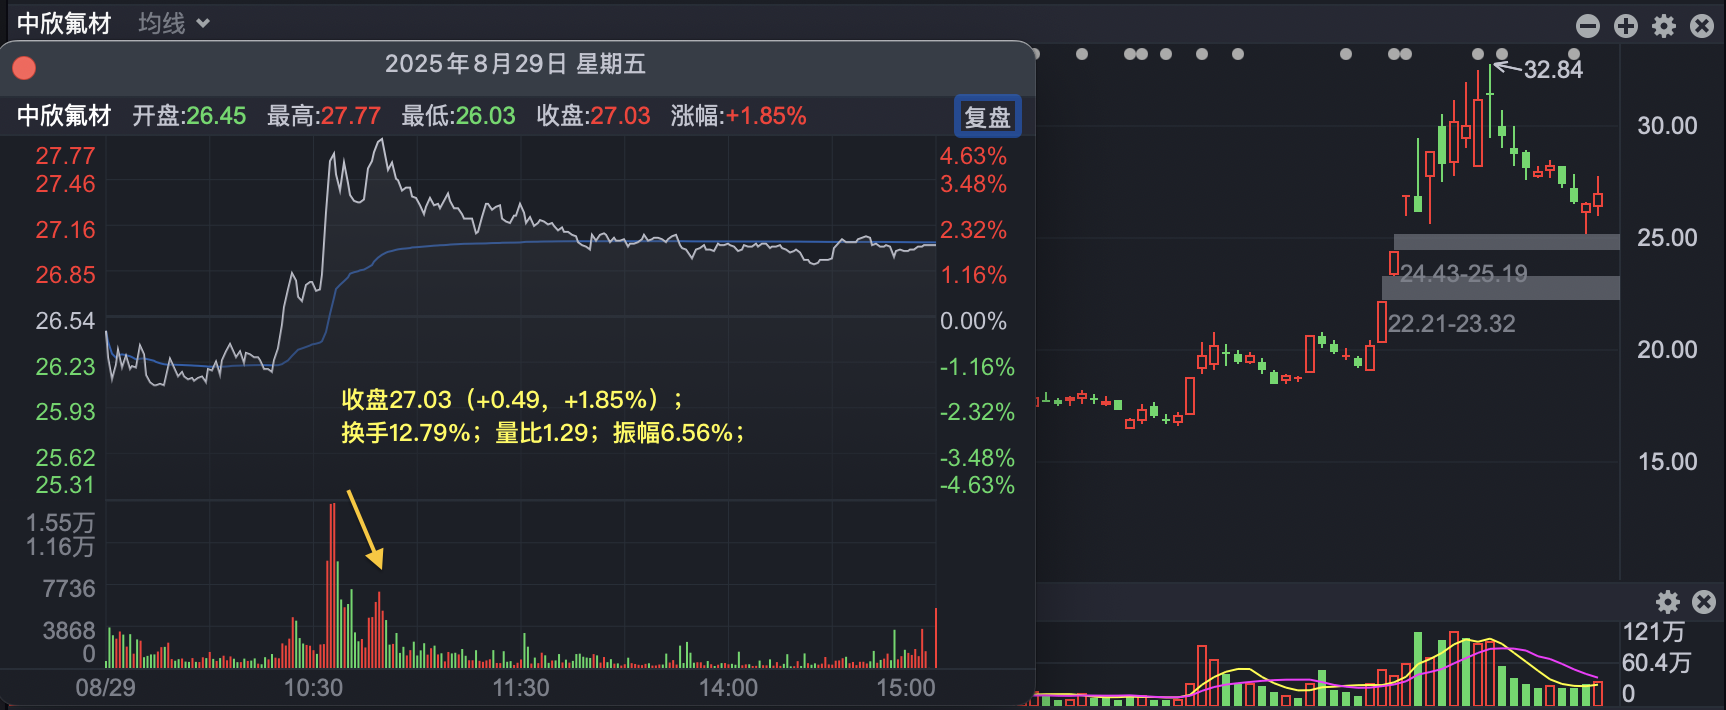 中欣氟材 均线
2025年8月29日 星期五
中欣氟材 开盘:26.45 最高:27.77 最低:26.03 收盘:27.03 涨幅:+1.85% 复盘
27.77 4.63%
27.46 3.48%
27.16 2.32%
26.85 1.16%
26.54 0.00%
26.23 -1.16%
25.93 -2.32%
25.62 -3.48%
25.31 -4.63%
收盘27.03（+0.49，+1.85%）；
换手12.79%；量比1.29；振幅6.56%；
1.55万
1.16万
7736
3868
0
08/29 10:30 11:30 14:00 15:00
32.84
30.00
25.00
24.43-25.19
22.21-23.32
20.00
15.00
121万
60.4万
0